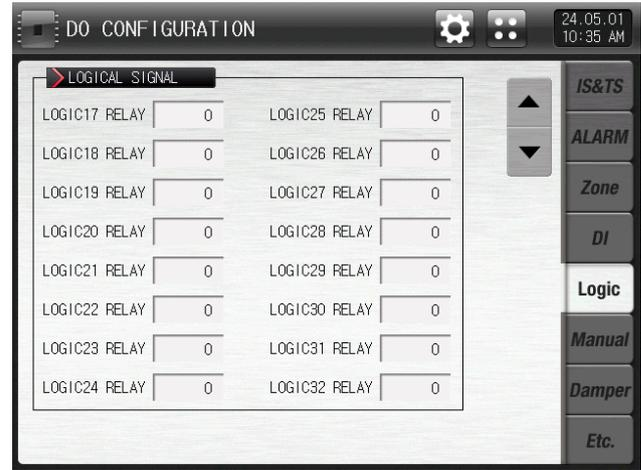 DO CONFIGURATION
24.05.01
10:35 AM
LOGICAL SIGNAL
LOGIC17 RELAY 0 LOGIC25 RELAY 0
LOGIC18 RELAY 0 LOGIC26 RELAY 0
LOGIC19 RELAY 0 LOGIC27 RELAY 0
LOGIC20 RELAY 0 LOGIC28 RELAY 0
LOGIC21 RELAY 0 LOGIC29 RELAY 0
LOGIC22 RELAY 0 LOGIC30 RELAY 0
LOGIC23 RELAY 0 LOGIC31 RELAY 0
LOGIC24 RELAY 0 LOGIC32 RELAY 0
IS&TS
ALARM
Zone
DI
Logic
Manual
Damper
Etc.